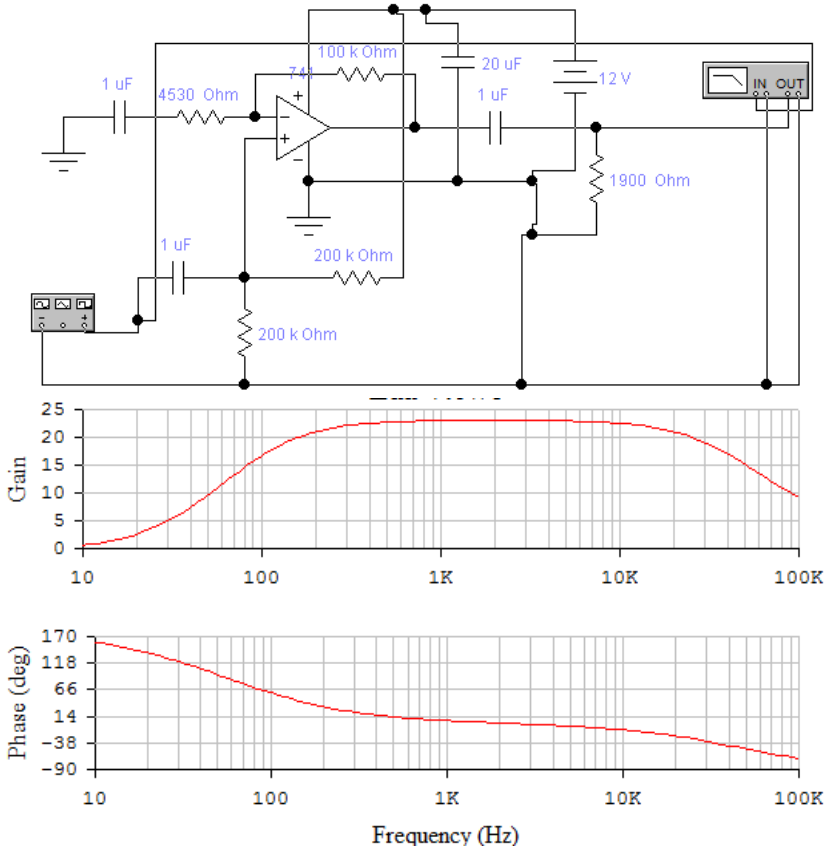 100 k Ohm
20 uF
12 V
IN OUT
1 uF
4530 Ohm
741
1 uF
+
−
+
−
1900 Ohm
1 uF
200 k Ohm
− +
200 k Ohm
25
20
15
10
5
0
Gain
10 100 1K 10K 100K
170
118
66
14
-38
-90
Phase (deg)
10 100 1K 10K 100K
Frequency (Hz)